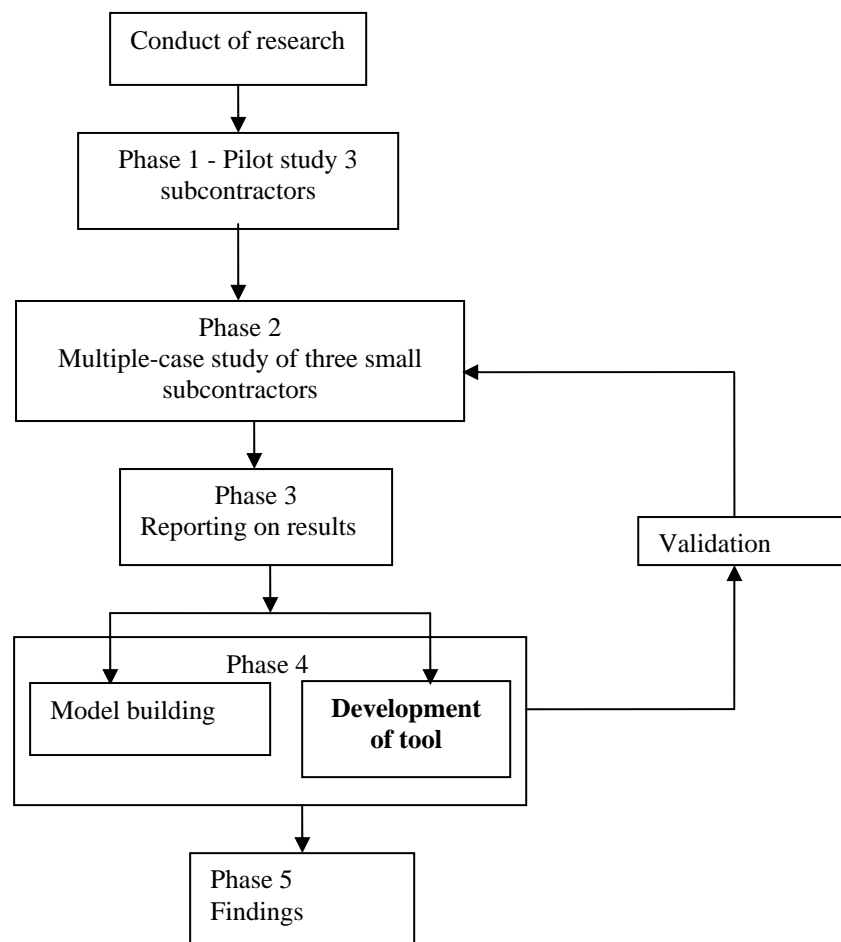 Conduct of research
Phase 1 - Pilot study 3
subcontractors
Phase 2
Multiple-case study of three small
subcontractors
Phase 3
Reporting on results
Validation
Phase 4
Model building
Development
of tool
Phase 5
Findings